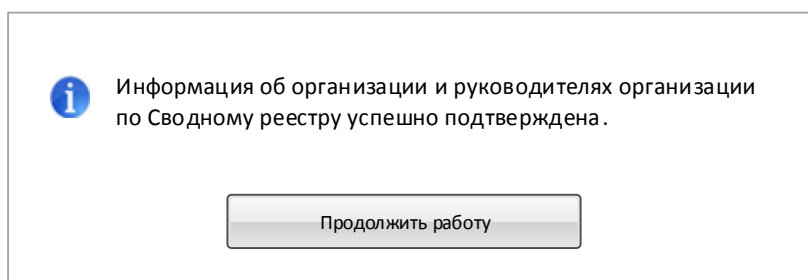 Информация об организации и руководителях организации
по Сводному реестру успешно подтверждена.
Продолжить работу